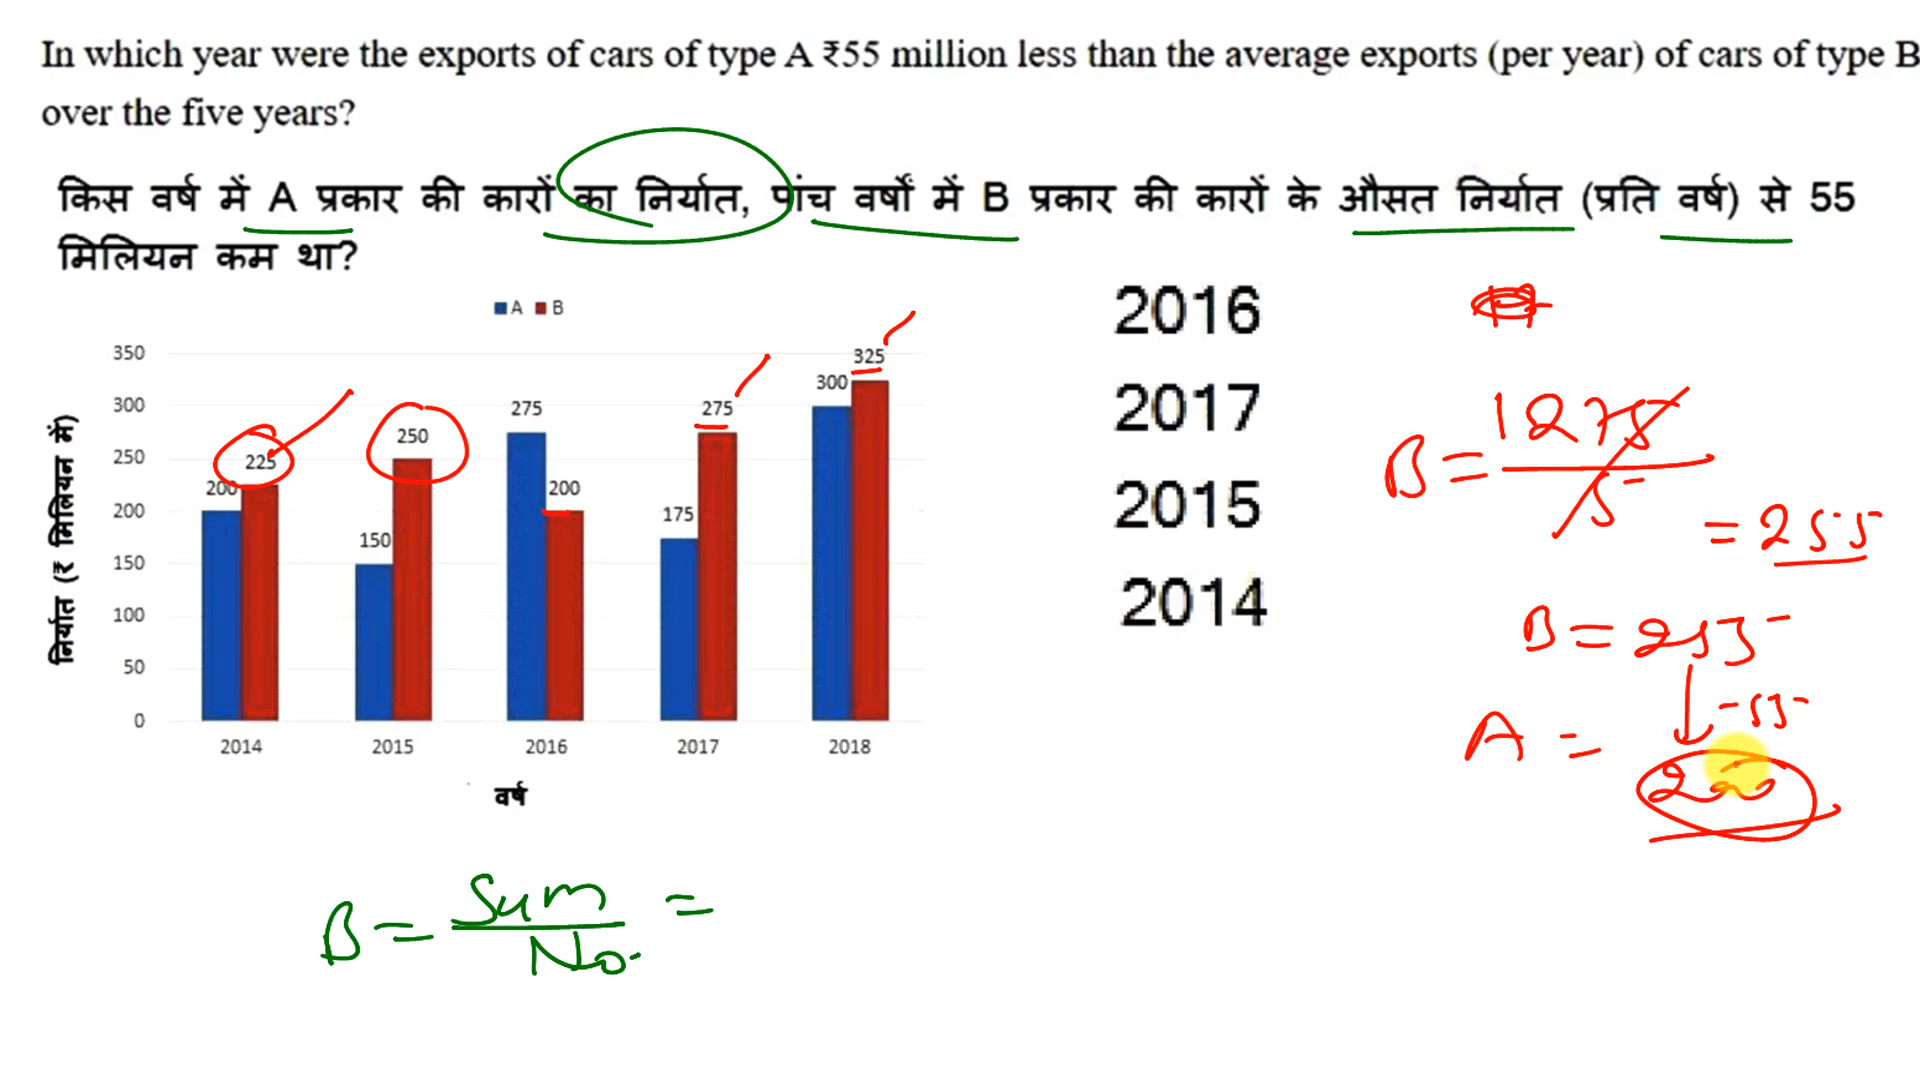 In which year were the exports of cars of type A ₹55 million less than the average exports (per year) of cars of type B
over the five years?
किस वर्ष में A प्रकार की कारों का निर्यात, पांच वर्षों में B प्रकार की कारों के औसत निर्यात (प्रति वर्ष) से 55
मिलियन कम था?
A B
350
300
250
200
150
100
50
0
निर्यात (₹ मिलियन में)
200 225
150 250
275 200
175 275
300 325
2014 2015 2016 2017 2018
वर्ष
2016
2017
2015
2014
B = 1275/5
= 255
B = 255
-55
A = 200
B = Sum/No. =